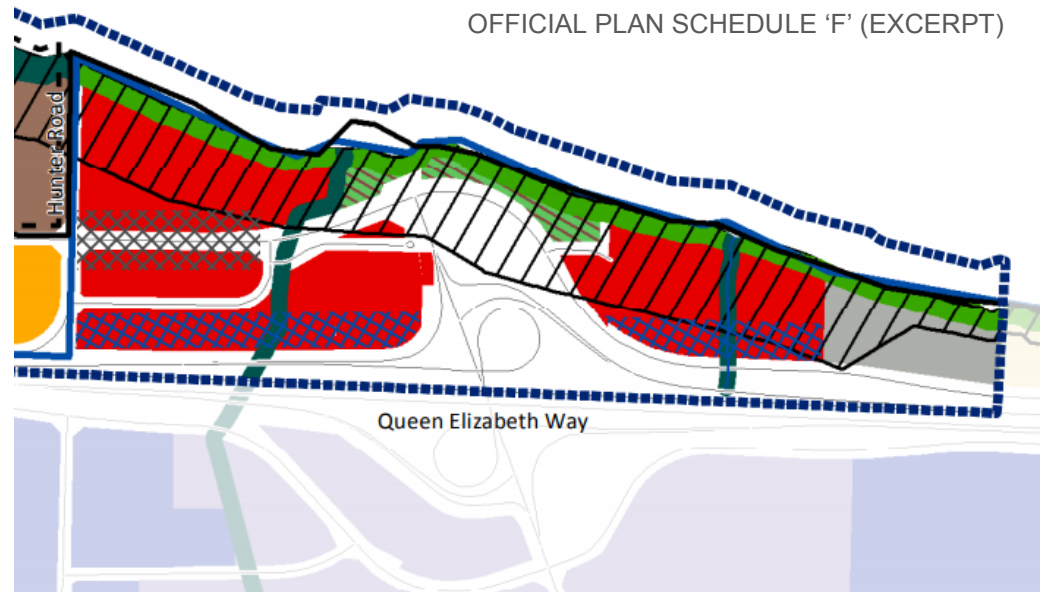 OFFICIAL PLAN SCHEDULE ‘F’ (EXCERPT)
Hunter Road
Queen Elizabeth Way